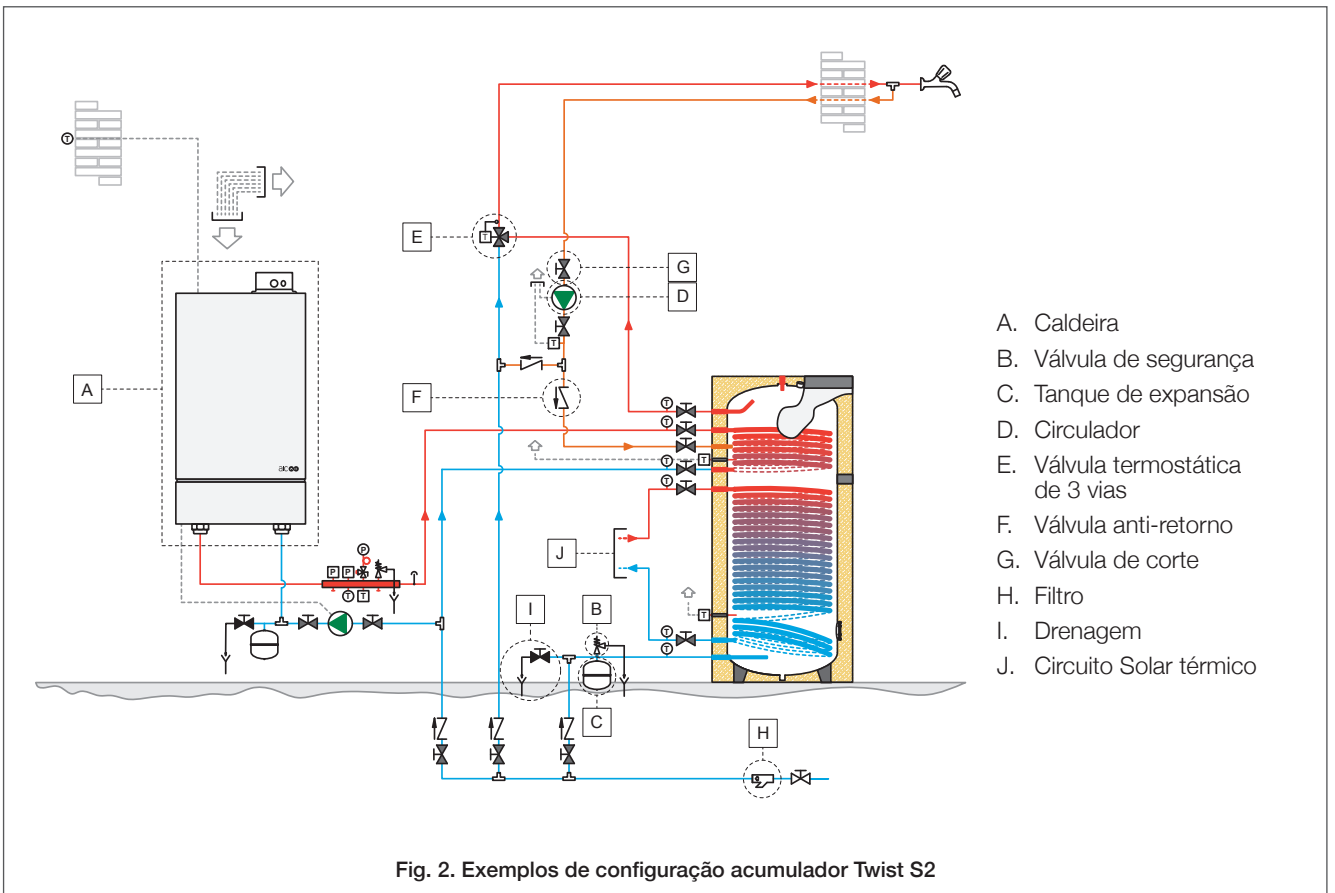 E
G
D
A
F
J
I
B
C
H
T
T
T
T
T
T
T
T
T
T
P
P
P
T
T
aic
A. Caldeira
B. Válvula de segurança
C. Tanque de expansão
D. Circulador
E. Válvula termostática
de 3 vias
F. Válvula anti-retorno
G. Válvula de corte
H. Filtro
I. Drenagem
J. Circuito Solar térmico
Fig. 2. Exemplos de configuração acumulador Twist S2